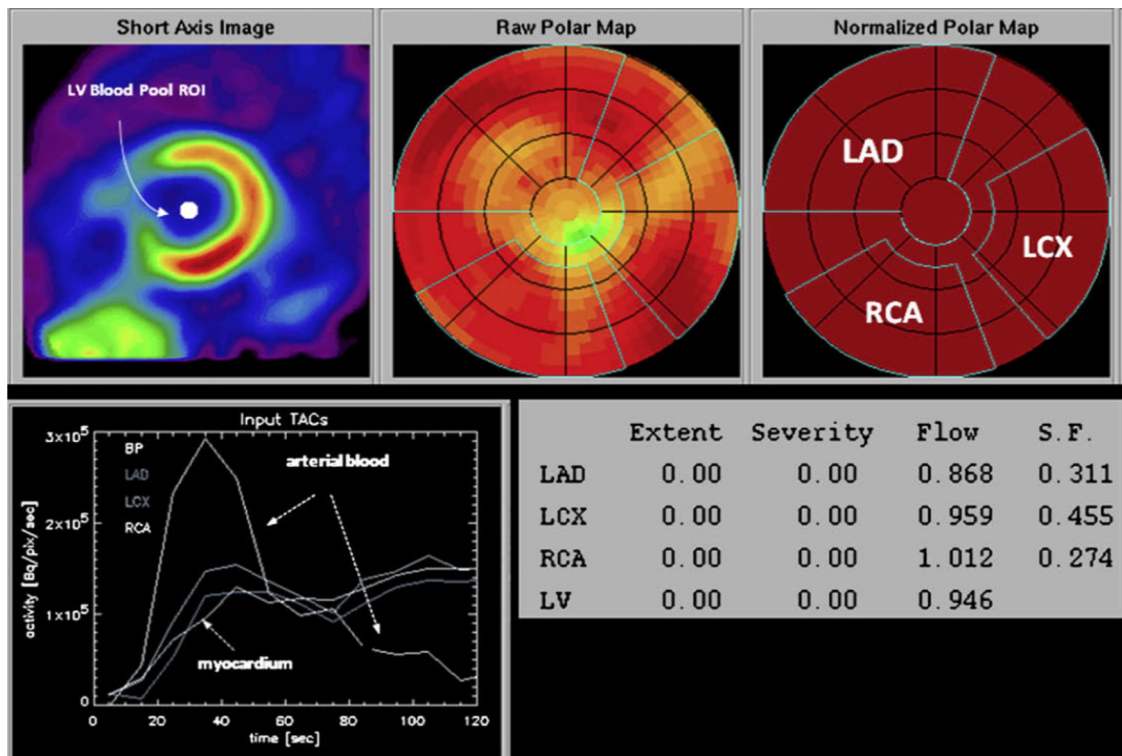 Short Axis Image
LV Blood Pool ROI
Raw Polar Map
Normalized Polar Map
LAD
LCX
RCA
Input TACs
3x10⁵
2x10⁵
1x10⁵
0
activity [Bq/pix/sec]
BP
LAD
LCX
RCA
arterial blood
myocardium
0 20 40 60 80 100 120
time [sec]
Extent Severity Flow S.F.
LAD 0.00 0.00 0.868 0.311
LCX 0.00 0.00 0.959 0.455
RCA 0.00 0.00 1.012 0.274
LV 0.00 0.00 0.946